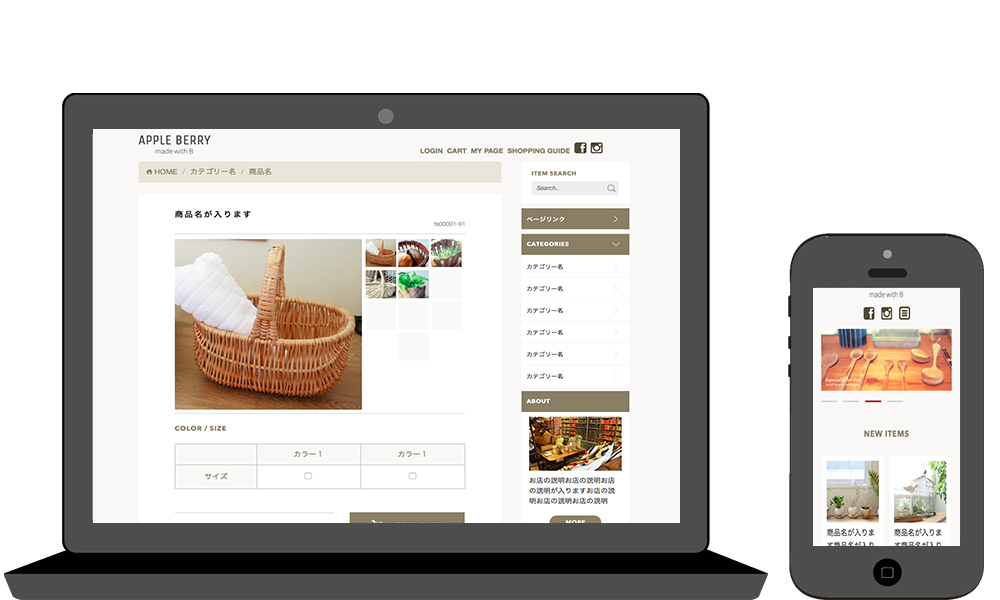 APPLE BERRY
made with B
LOGIN CART MY PAGE SHOPPING GUIDE
HOME / カテゴリー名 / 商品名
商品名が入ります
fs00001-91
COLOR / SIZE
カラー1 カラー1
サイズ
ITEM SEARCH
Search..
ページリンク
CATEGORIES
カテゴリー名
カテゴリー名
カテゴリー名
カテゴリー名
カテゴリー名
カテゴリー名
ABOUT
お店の説明お店の説明お店
の説明が入りますお店の説
明お店の説明お店の説明
MORE
made with B
NEW ITEMS
商品名が入りま 商品名が入りま
す商品名が入り す商品名が入り